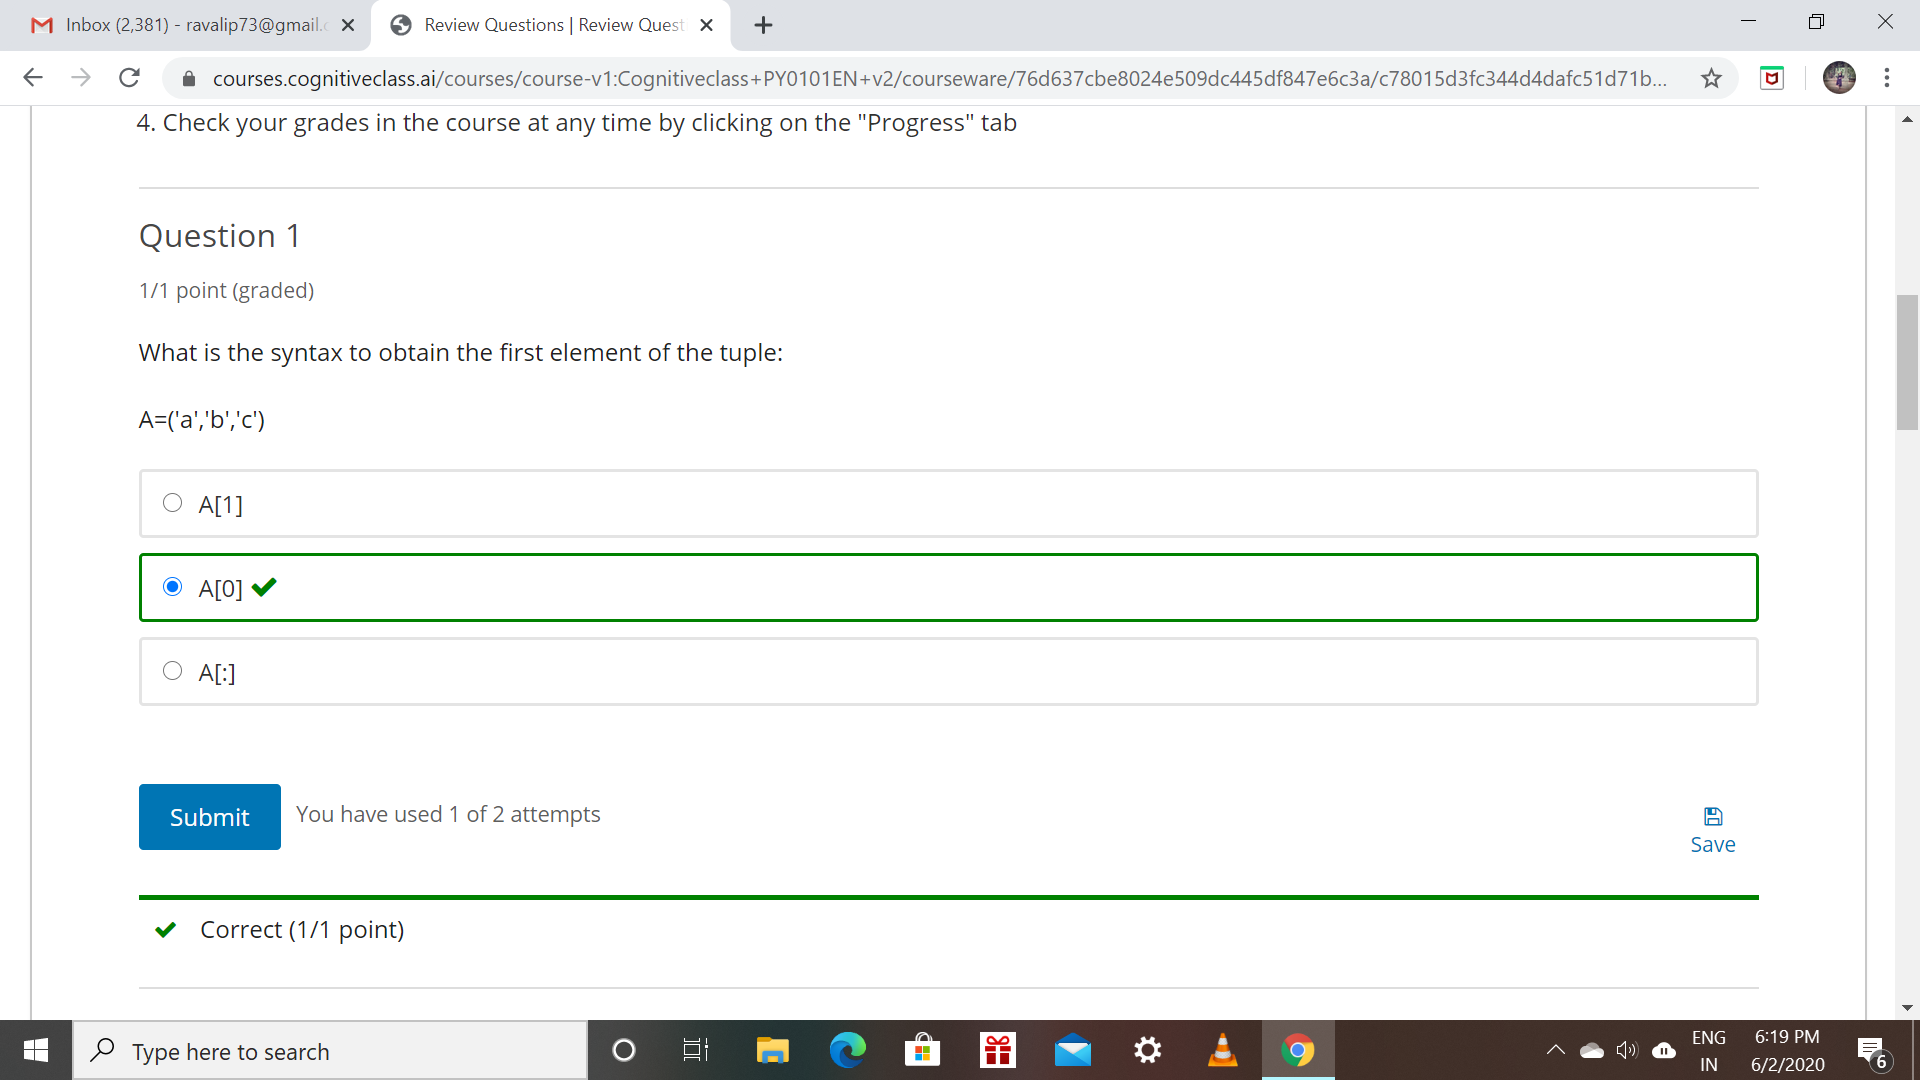 Inbox (2,381) - ravalip73@gmail.
Review Questions | Review Quest
courses.cognitiveclass.ai/courses/course-v1:Cognitiveclass+PY0101EN+v2/courseware/76d637cbe8024e509dc445df847e6c3a/c78015d3fc344d4dafc51d71b...
4. Check your grades in the course at any time by clicking on the "Progress" tab
Question 1
1/1 point (graded)
What is the syntax to obtain the first element of the tuple:
A=('a','b','c')
A[1]
A[0]
A[:]
Submit
You have used 1 of 2 attempts
Save
Correct (1/1 point)
Type here to search
ENG
IN
6:19 PM
6/2/2020
6